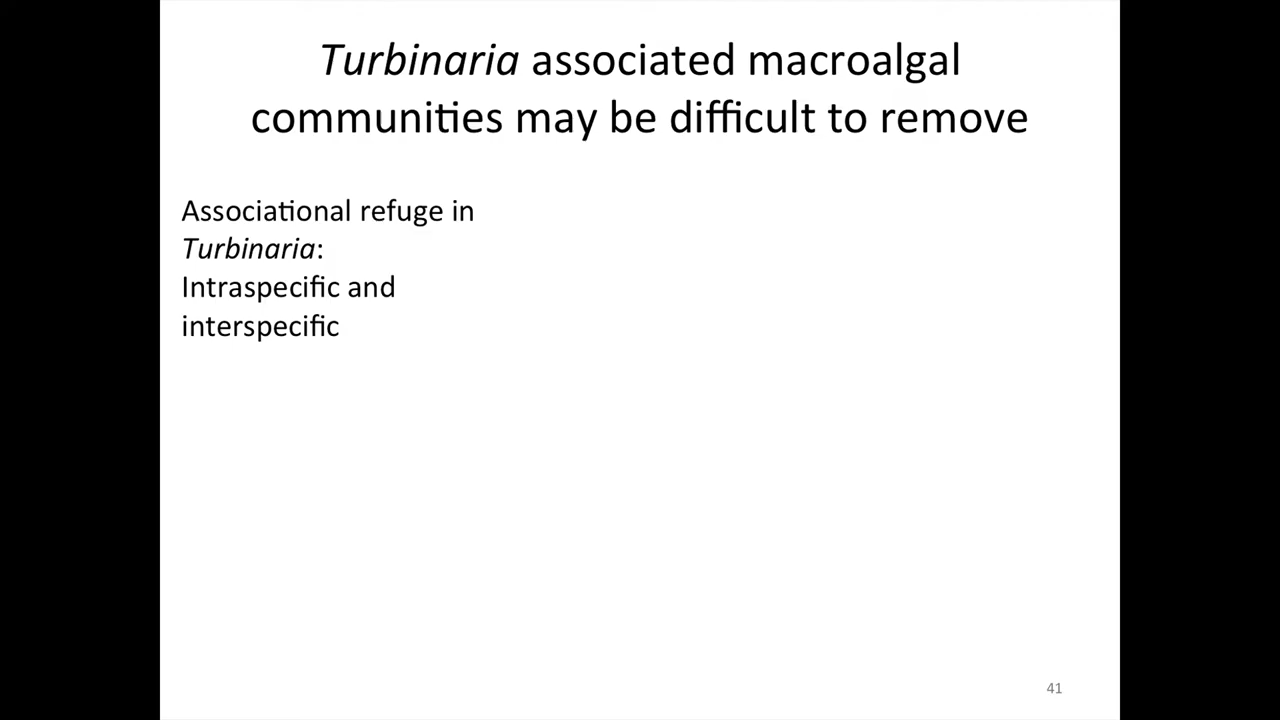 Turbinaria associated macroalgal
communities may be difficult to remove
Associational refuge in
Turbinaria:
Intraspecific and
interspecific
41